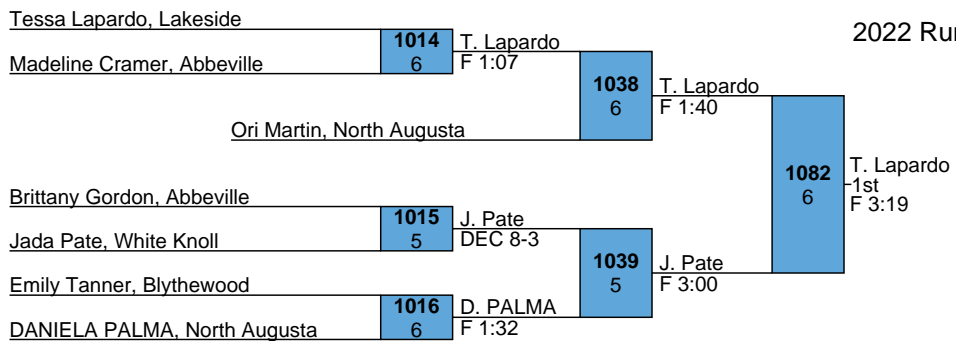 Tessa Lapardo, Lakeside
2022 Rur
1014
6
T. Lapardo
F 1:07
Madeline Cramer, Abbeville
1038
6
T. Lapardo
F 1:40
Ori Martin, North Augusta
1082
6
T. Lapardo
1st
F 3:19
Brittany Gordon, Abbeville
1015
5
J. Pate
DEC 8-3
Jada Pate, White Knoll
1039
5
J. Pate
F 3:00
Emily Tanner, Blythewood
1016
6
D. PALMA
F 1:32
DANIELA PALMA, North Augusta